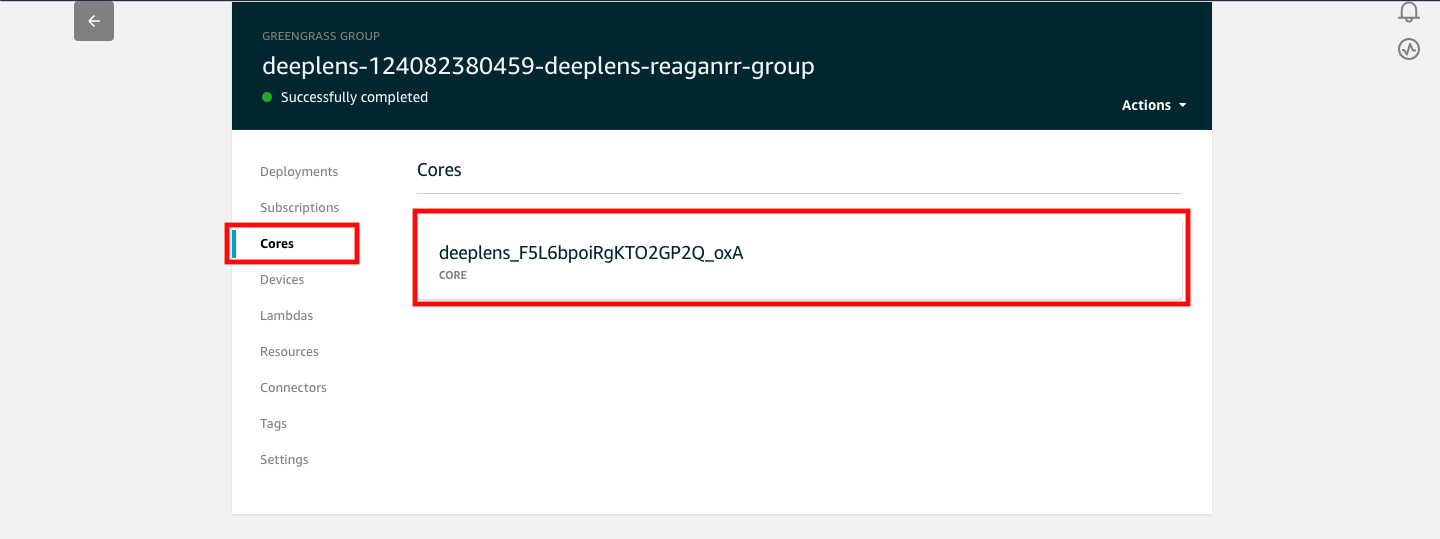 GREENGRASS GROUP
deeplens-124082380459-deeplens-reaganrr-group
Successfully completed
Actions
Deployments
Subscriptions
Cores
Devices
Lambdas
Resources
Connectors
Tags
Settings
Cores
deeplens_F5L6bpoiRgKTO2GP2Q_oxA
CORE